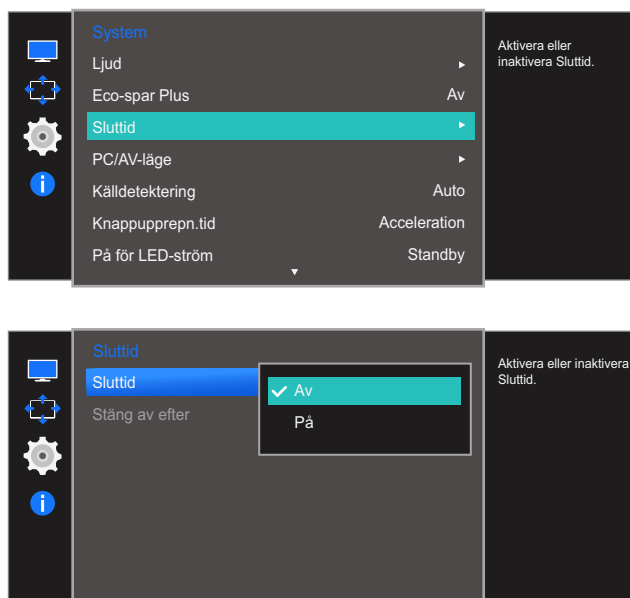 System
Ljud
Eco-spar Plus Av
Sluttid
PC/AV-läge
Källdetektering Auto
Knappupprepn.tid Acceleration
På för LED-ström Standby
Aktivera eller
inaktivera Sluttid.
Sluttid
Sluttid
Stäng av efter
Av
På
Aktivera eller inaktivera
Sluttid.